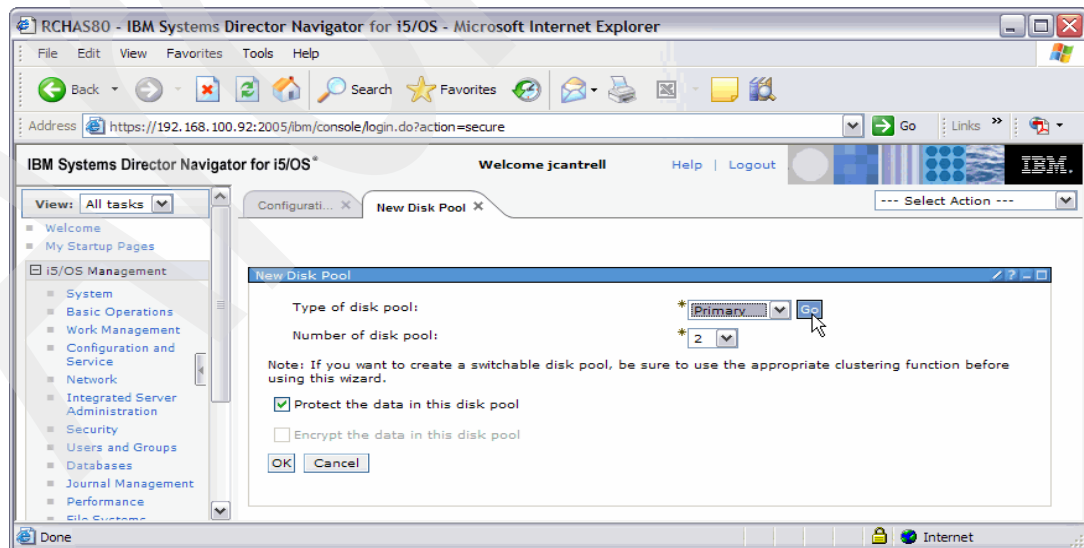 RCHAS80 - IBM Systems Director Navigator for i5/OS - Microsoft Internet Explorer
File Edit View Favorites Tools Help
Back Search Favorites
Address https://192.168.100.92:2005/ibm/console/login.do?action=secure Go Links »
IBM Systems Director Navigator for i5/OS® Welcome jcantrell Help | Logout IBM.
View: All tasks Configurati... New Disk Pool --- Select Action ---
Welcome
My Startup Pages
i5/OS Management
System
Basic Operations
Work Management
Configuration and
Service
Network
Integrated Server
Administration
Security
Users and Groups
Databases
Journal Management
Performance
File Systems
New Disk Pool
Type of disk pool: * Primary Go
Number of disk pool: * 2
Note: If you want to create a switchable disk pool, be sure to use the appropriate clustering function before
using this wizard.
Protect the data in this disk pool
Encrypt the data in this disk pool
OK Cancel
Done Internet